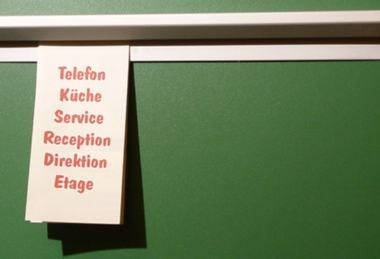 Telefon
Küche
Service
Reception
Direktion
Etage